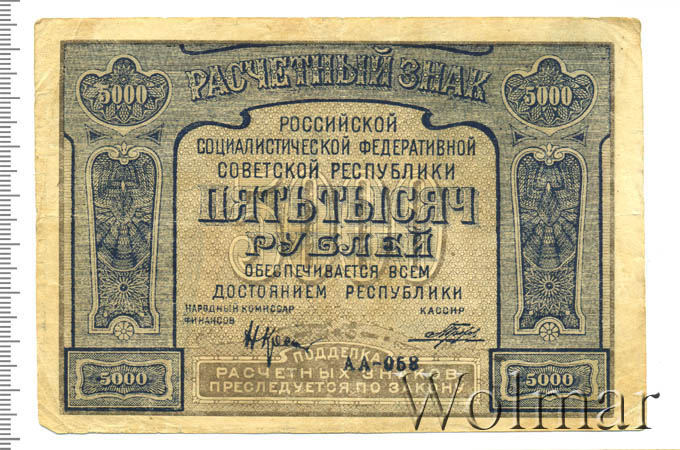 РАСЧЕТНЫЙ ЗНАК
5000 5000
РОССИЙСКОЙ
СОЦИАЛИСТИЧЕСКОЙ ФЕДЕРАТИВНОЙ
СОВЕТСКОЙ РЕСПУБЛИКИ
5000
ПЯТЬТЫСЯЧ
РУБЛЕЙ
ОБЕСПЕЧИВАЕТСЯ ВСЕМ
ДОСТОЯНИЕМ РЕСПУБЛИКИ
НАРОДНЫЙ КОМИССАР КАССИР
ФИНАНСОВ
ПОДДЕЛКА
АА-058
РАСЧЕТНЫХ ЗНАКОВ
ПРЕСЛЕДУЕТСЯ ПО ЗАКОНУ
5000 5000
Wolmar